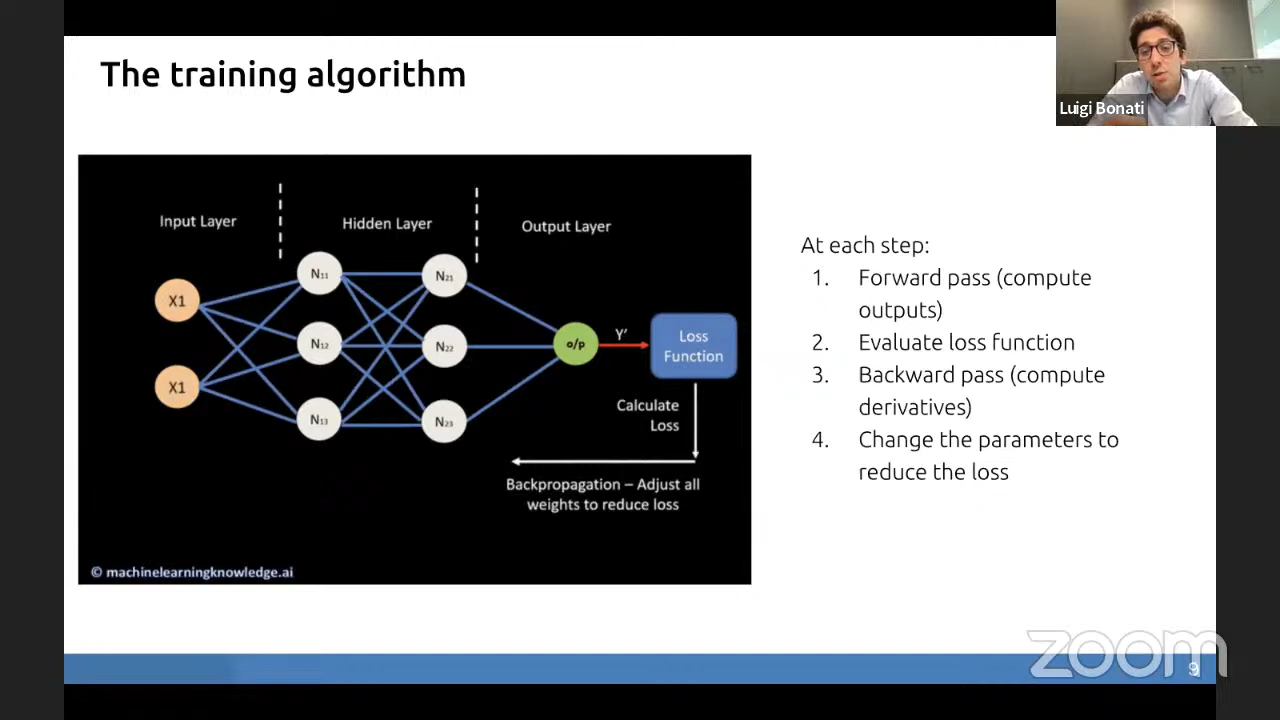 The training algorithm
Luigi Bonati
Input Layer
Hidden Layer
Output Layer
X1
X1
N11
N12
N13
N21
N22
N23
o/p
Y'
Loss
Function
Calculate
Loss
Backpropagation – Adjust all
weights to reduce loss
© machinelearningknowledge.ai
At each step:
1. Forward pass (compute
outputs)
2. Evaluate loss function
3. Backward pass (compute
derivatives)
4. Change the parameters to
reduce the loss
zoom
9